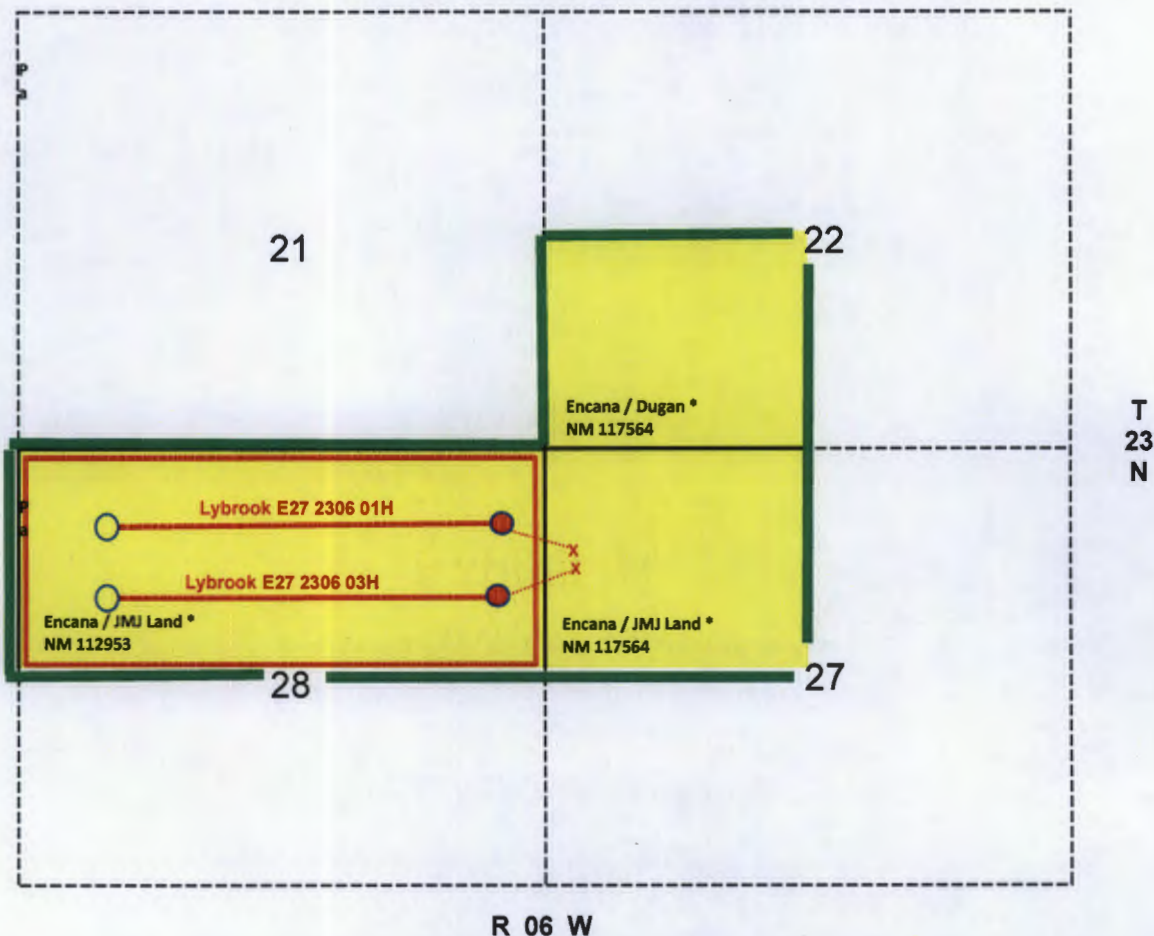 P
a
21
22
Encana / Dugan *
NM 117564
T
23
N
P
a
Lybrook E27 2306 01H
x
x
Lybrook E27 2306 03H
Encana / JMJ Land *
NM 112953
Encana / JMJ Land *
NM 117564
28
27
R 06 W